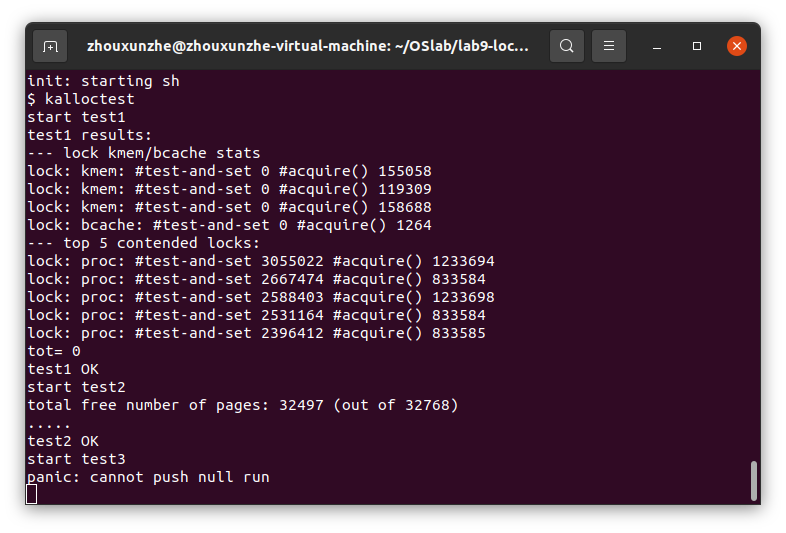 zhouxunzhe@zhouxunzhe-virtual-machine: ~/OSlab/lab9-loc...
init: starting sh
$ kalloctest
start test1
test1 results:
--- lock kmem/bcache stats
lock: kmem: #test-and-set 0 #acquire() 155058
lock: kmem: #test-and-set 0 #acquire() 119309
lock: kmem: #test-and-set 0 #acquire() 158688
lock: bcache: #test-and-set 0 #acquire() 1264
--- top 5 contended locks:
lock: proc: #test-and-set 3055022 #acquire() 1233694
lock: proc: #test-and-set 2667474 #acquire() 833584
lock: proc: #test-and-set 2588403 #acquire() 1233698
lock: proc: #test-and-set 2531164 #acquire() 833584
lock: proc: #test-and-set 2396412 #acquire() 833585
tot= 0
test1 OK
start test2
total free number of pages: 32497 (out of 32768)
.....
test2 OK
start test3
panic: cannot push null run